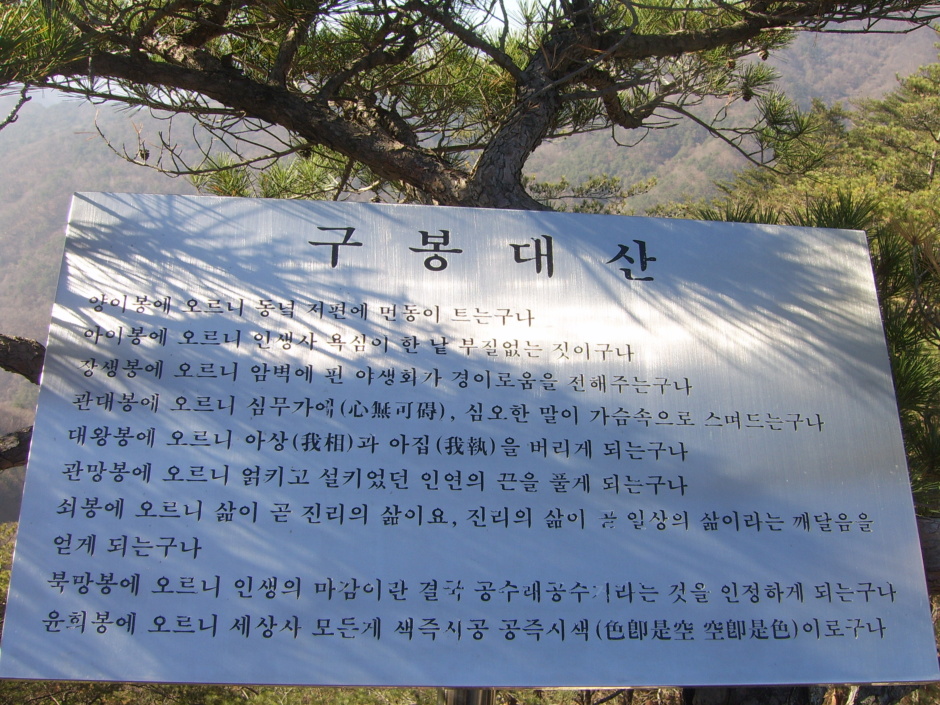 구 봉 대 산
양이봉에 오르니 동녘 저편에 먼동이 트는구나
아이봉에 오르니 인생사 욕심이 한 낱 부질없는 짓이구나
장생봉에 오르니 암벽에 핀 야생화가 경이로움을 전해주는구나
관대봉에 오르니 심무가애(心無可碍), 심오한 말이 가슴속으로 스며드는구나
대왕봉에 오르니 아상(我相)과 아집(我執)을 버리게 되는구나
관망봉에 오르니 얽키고 설키었던 인연의 끈을 풀게 되는구나
쇠봉에 오르니 삶이 곧 진리의 삶이요, 진리의 삶이 곧 일상의 삶이라는 깨달음을
얻게 되는구나
북망봉에 오르니 인생의 마감이란 결국 공수래공수거라는 것을 인정하게 되는구나
윤회봉에 오르니 세상사 모든게 색즉시공 공즉시색(色卽是空 空卽是色)이로구나